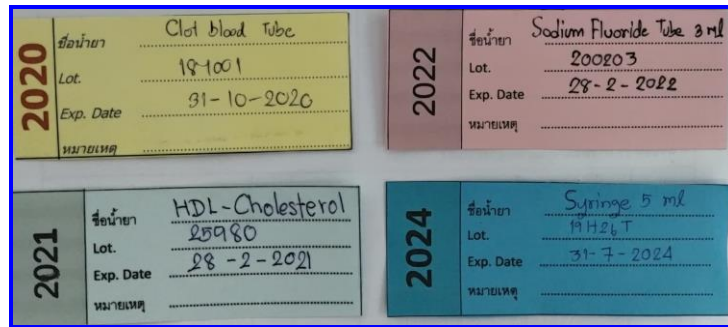 2020
ชื่อน้ำยา Clot blood Tube
Lot. 181001
Exp. Date 31-10-2020
หมายเหตุ
2022
ชื่อน้ำยา Sodium Fluoride Tube 3 ml
Lot. 200203
Exp. Date 28-2-2022
หมายเหตุ
2021
ชื่อน้ำยา HDL-Cholesterol
Lot. 25980
Exp. Date 28-2-2021
หมายเหตุ
2024
ชื่อน้ำยา Syringe 5 ml
Lot. 19H26T
Exp. Date 31-7-2024
หมายเหตุ